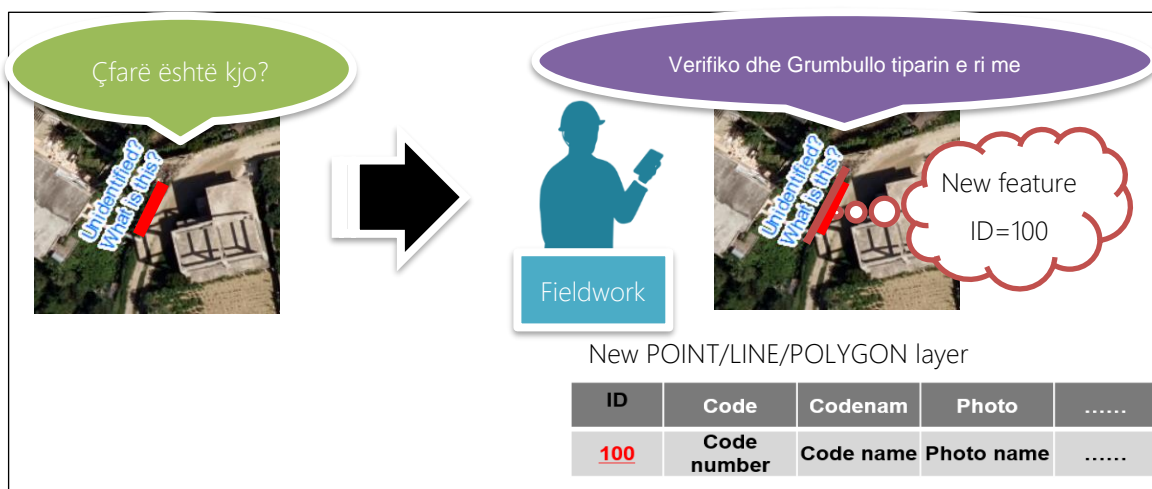 Çfarë është kjo?
Verifiko dhe Grumbullo tiparin e ri me
Unidentified?
What is this?
Unidentified?
What is this?
New feature
ID=100
Fieldwork
New POINT/LINE/POLYGON layer
ID Code Codenam Photo ......
100 Code number Code name Photo name ......